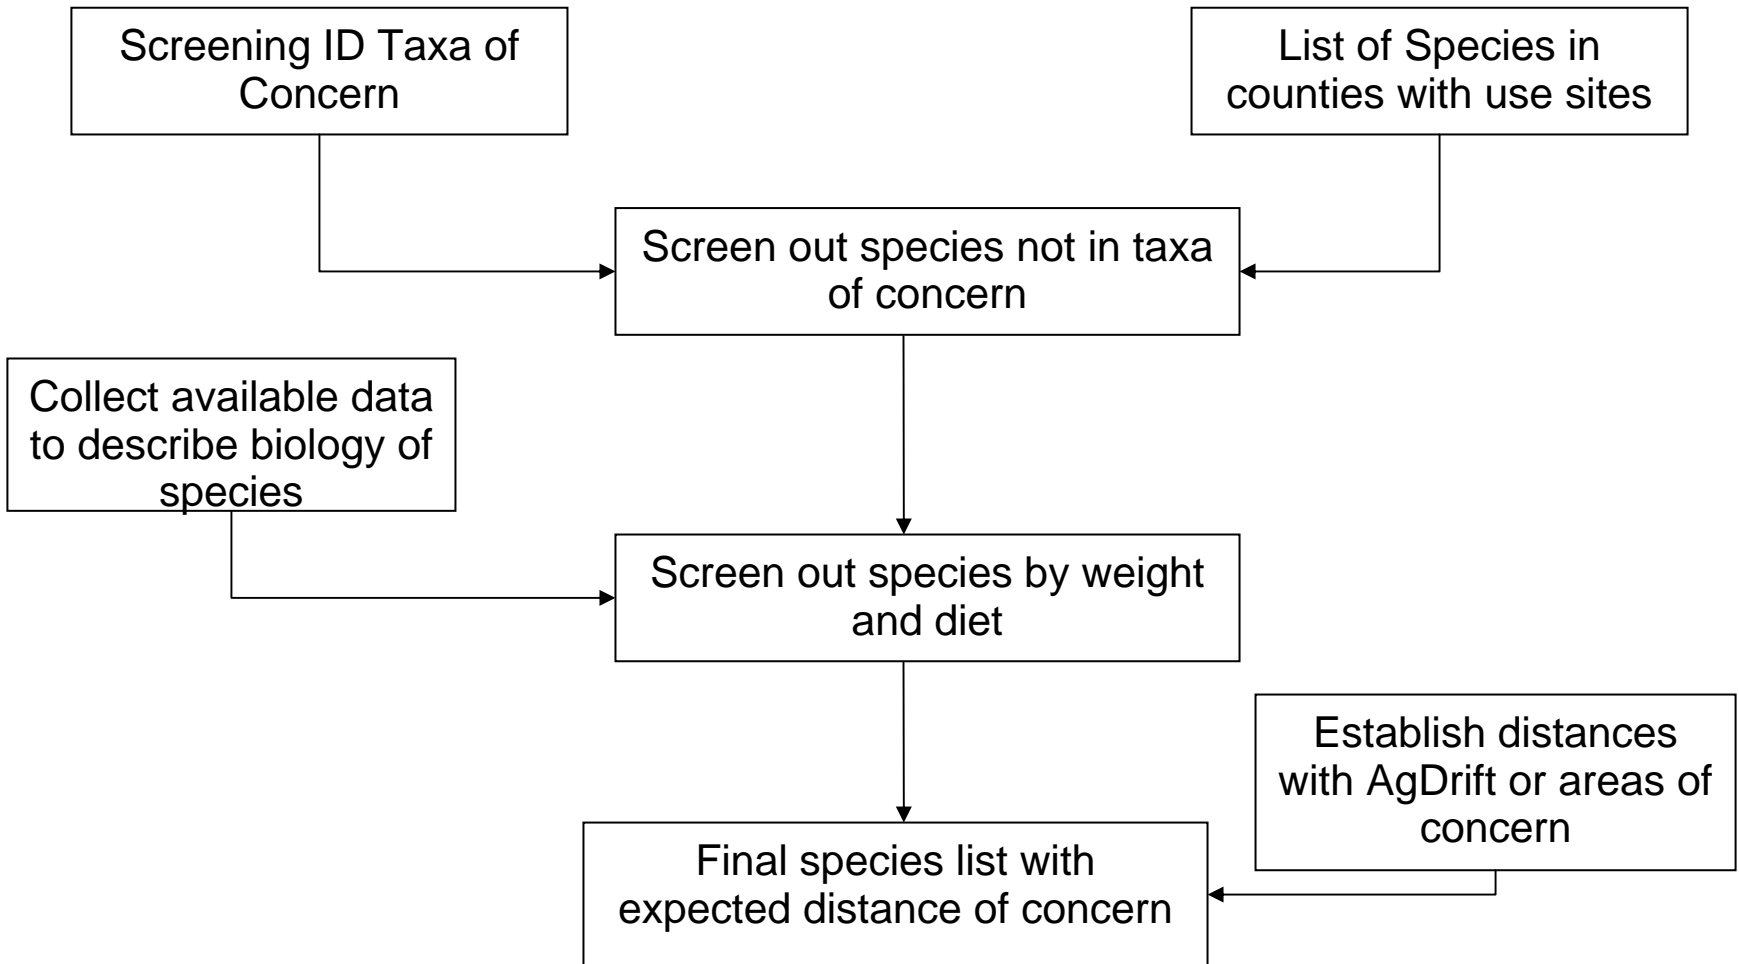 Screening ID Taxa of
Concern
List of Species in
counties with use sites
Screen out species not in taxa
of concern
Collect available data
to describe biology of
species
Screen out species by weight
and diet
Establish distances
with AgDrift or areas of
concern
Final species list with
expected distance of concern